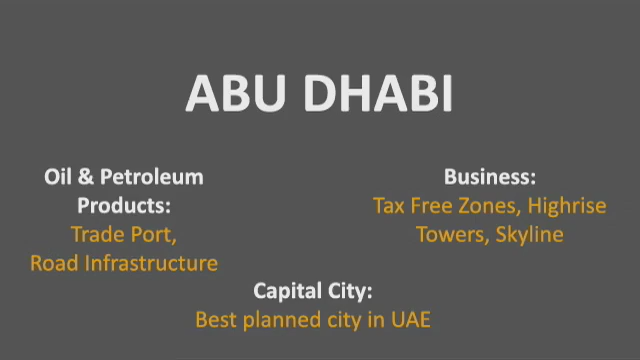 ABU DHABI
Oil & Petroleum
Products:
Trade Port,
Road Infrastructure
Business:
Tax Free Zones, Highrise
Towers, Skyline
Capital City:
Best planned city in UAE